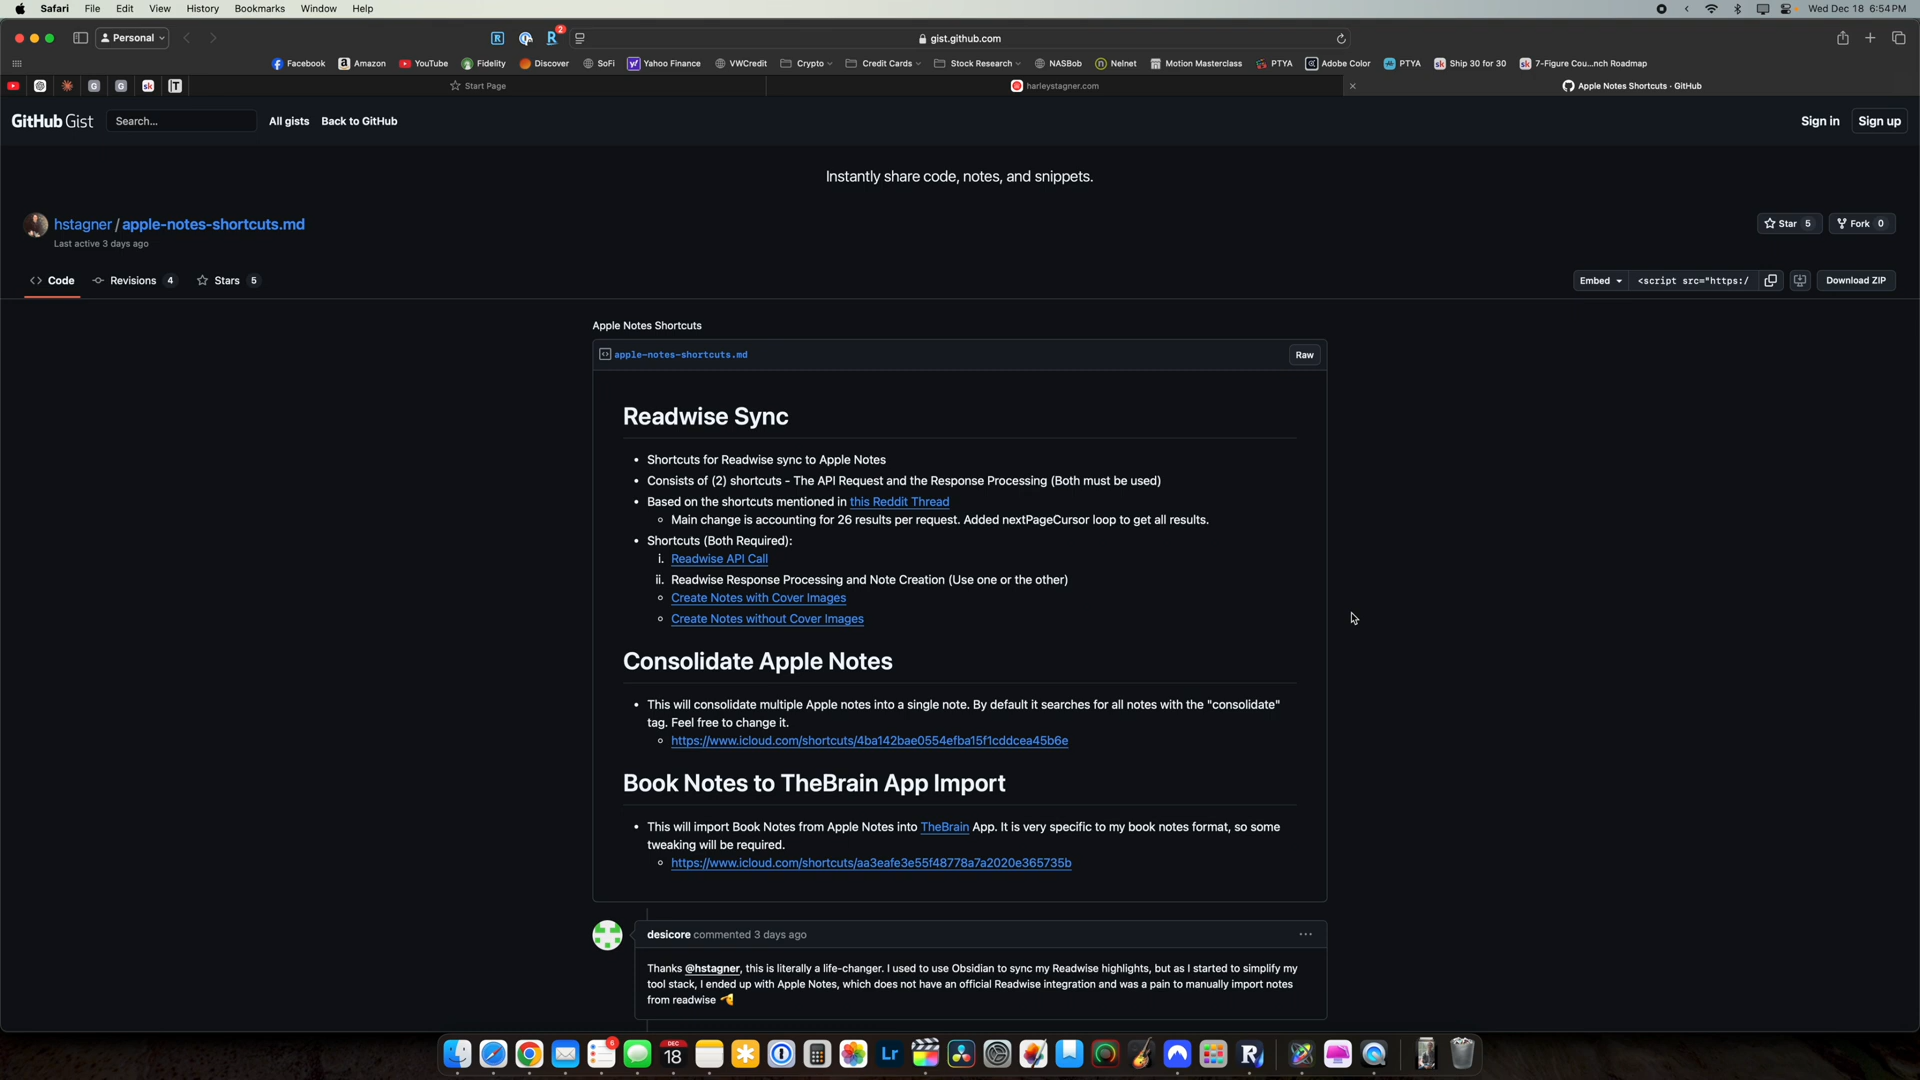 Safari File Edit View History Bookmarks Window Help Wed Dec 18 6:54 PM
Personal 2 gist.github.com
Facebook Amazon YouTube Fidelity Discover SoFi Yahoo Finance VWCredit Crypto Credit Cards Stock Research NASBob Nelnet Motion Masterclass PTYA Adobe Color PTYA Ship 30 for 30 7-Figure Cou...nch Roadmap
Start Page harleystagner.com Apple Notes Shortcuts · GitHub
GitHub Gist Search... All gists Back to GitHub Sign in Sign up
Instantly share code, notes, and snippets.
hstagner / apple-notes-shortcuts.md Star 5 Fork 0
Last active 3 days ago
Code Revisions 4 Stars 5 Embed <script src="https:/ Download ZIP
Apple Notes Shortcuts
apple-notes-shortcuts.md Raw
Readwise Sync
• Shortcuts for Readwise sync to Apple Notes
• Consists of (2) shortcuts - The API Request and the Response Processing (Both must be used)
• Based on the shortcuts mentioned in this Reddit Thread
Main change is accounting for 26 results per request. Added nextPageCursor loop to get all results.
• Shortcuts (Both Required):
i. Readwise API Call
ii. Readwise Response Processing and Note Creation (Use one or the other)
Create Notes with Cover Images
Create Notes without Cover Images
Consolidate Apple Notes
• This will consolidate multiple Apple notes into a single note. By default it searches for all notes with the "consolidate"
tag. Feel free to change it.
https://www.icloud.com/shortcuts/4ba142bae0554efba15f1cddcea45b6e
Book Notes to TheBrain App Import
• This will import Book Notes from Apple Notes into TheBrain App. It is very specific to my book notes format, so some
tweaking will be required.
https://www.icloud.com/shortcuts/aa3eafe3e55f48778a7a2020e365735b
desicore commented 3 days ago
Thanks @hstagner, this is literally a life-changer. I used to use Obsidian to sync my Readwise highlights, but as I started to simplify my
tool stack, I ended up with Apple Notes, which does not have an official Readwise integration and was a pain to manually import notes
from readwise
8 DEC 18 Lr R